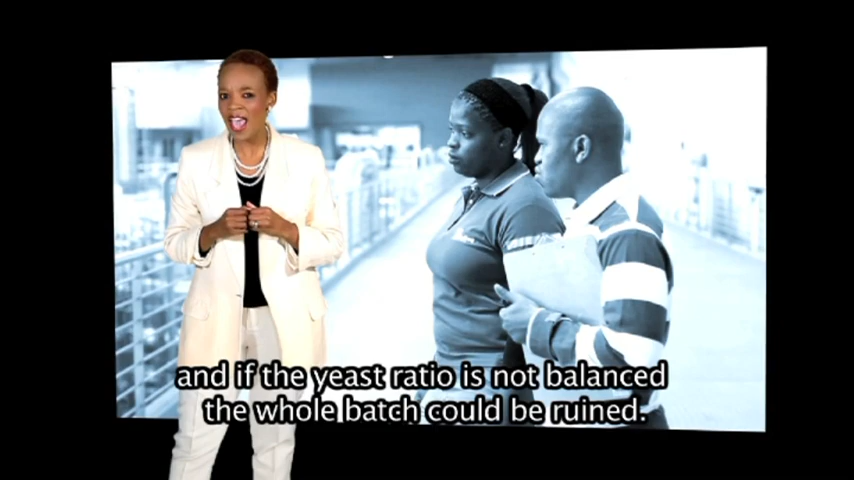 and if the yeast ratio is not balanced
the whole batch could be ruined.